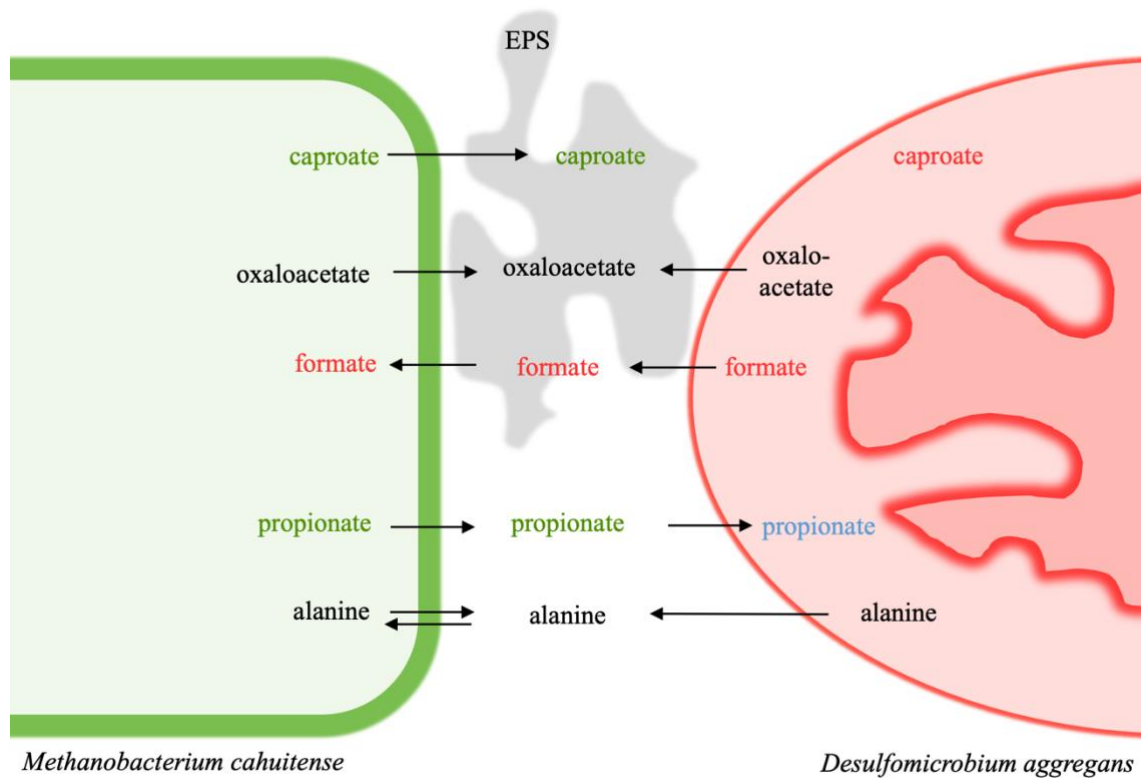 EPS
caproate caproate caproate
oxaloacetate oxaloacetate oxalo-
acetate
formate formate formate
propionate propionate propionate
alanine alanine alanine
Methanobacterium cahuitense Desulfomicrobium aggregans